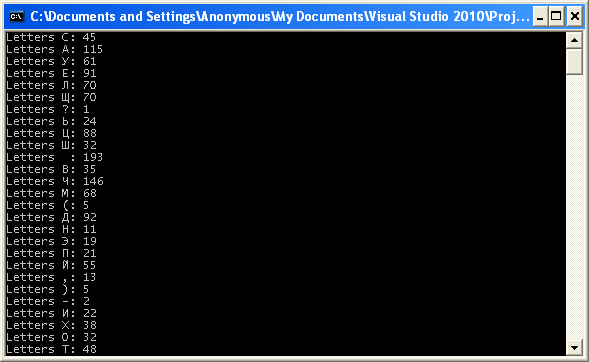 C:\Documents and Settings\Anonymous\My Documents\Visual Studio 2010\Proj...
Letters С: 45
Letters А: 115
Letters У: 61
Letters Е: 91
Letters Л: 70
Letters Щ: 70
Letters ?: 1
Letters Ь: 24
Letters Ц: 88
Letters Ш: 32
Letters  : 193
Letters В: 35
Letters Ч: 146
Letters М: 68
Letters (: 5
Letters Д: 92
Letters Н: 11
Letters Э: 19
Letters П: 21
Letters Й: 55
Letters ,: 13
Letters ): 5
Letters -: 2
Letters И: 22
Letters Х: 38
Letters О: 32
Letters Т: 48